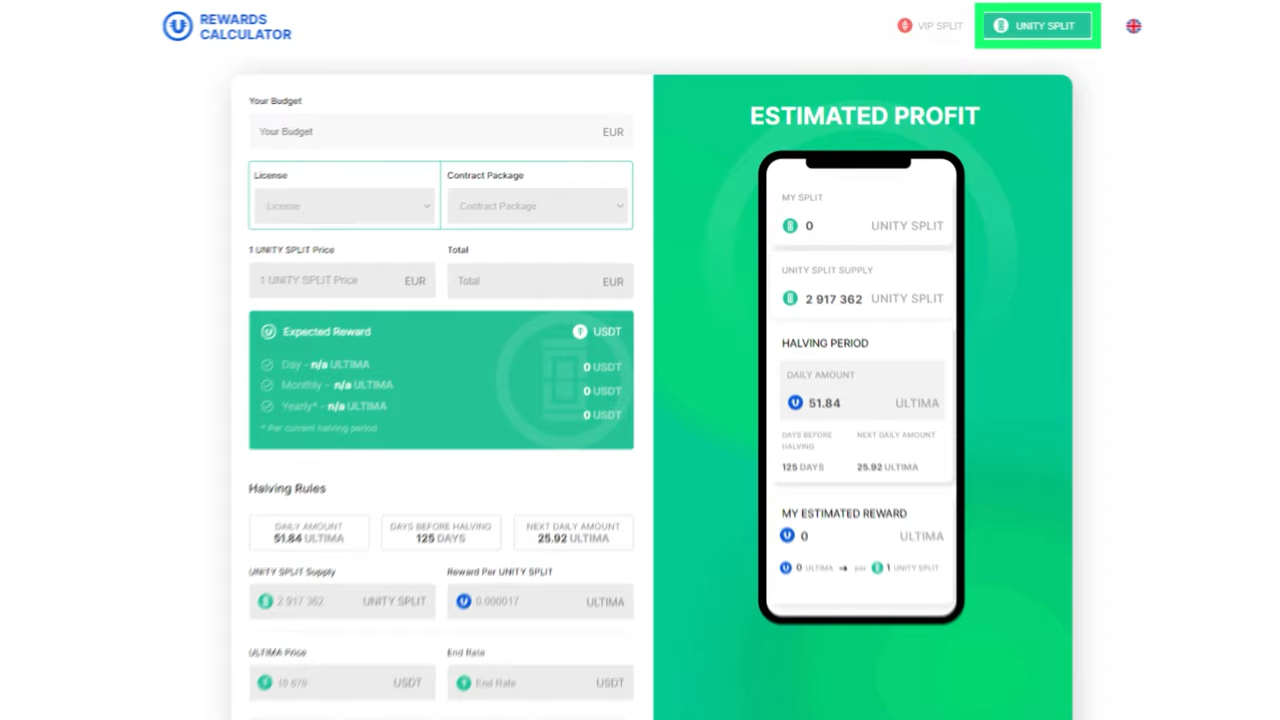 REWARDS
CALCULATOR
VIP SPLIT
UNITY SPLIT
Your Budget
Your Budget EUR
License Contract Package
License Contract Package
1 UNITY SPLIT Price Total
1 UNITY SPLIT Price EUR Total EUR
Expected Reward USDT
Day - n/a ULTIMA 0 USDT
Monthly - n/a ULTIMA 0 USDT
Yearly* - n/a ULTIMA 0 USDT
* Per current halving period
Halving Rules
DAILY AMOUNT DAYS BEFORE HALVING NEXT DAILY AMOUNT
51.84 ULTIMA 125 DAYS 25.92 ULTIMA
UNITY SPLIT Supply Reward Per UNITY SPLIT
2 917 362 UNITY SPLIT 0.000017 ULTIMA
ULTIMA Price End Rate
USDT End Rate USDT
ESTIMATED PROFIT
MY SPLIT
0 UNITY SPLIT
UNITY SPLIT SUPPLY
2 917 362 UNITY SPLIT
HALVING PERIOD
DAILY AMOUNT
51.84 ULTIMA
DAYS BEFORE NEXT DAILY AMOUNT
HALVING
125 DAYS 25.92 ULTIMA
MY ESTIMATED REWARD
0 ULTIMA
0 ULTIMA per 1 UNITY SPLIT